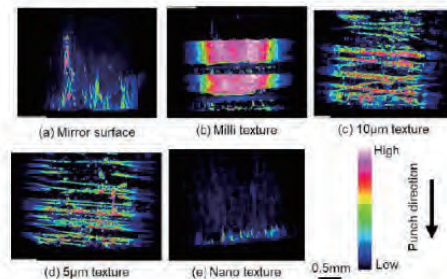 (a) Mirror surface
(b) Milli texture
(c) 10μm texture
(d) 5μm texture
(e) Nano texture
High
Low
Punch direction
0.5mm